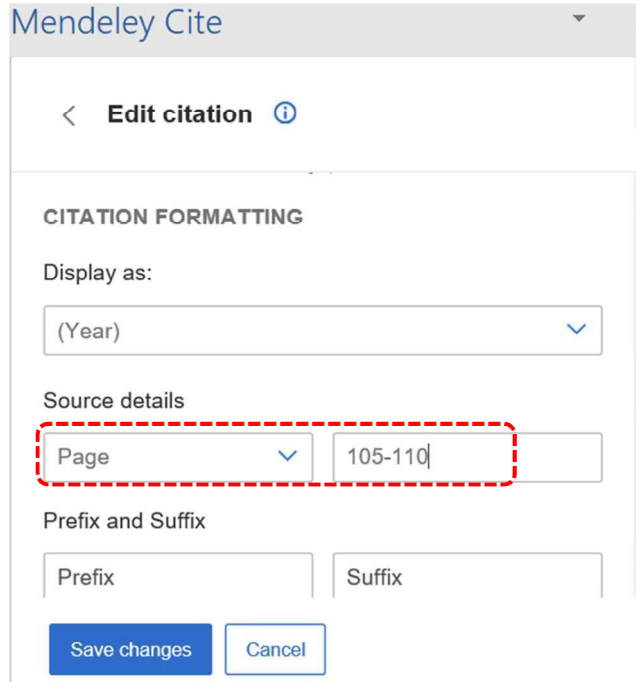 Mendeley Cite
Edit citation
CITATION FORMATTING
Display as:
(Year)
Source details
Page 105-110
Prefix and Suffix
Prefix Suffix
Save changes Cancel